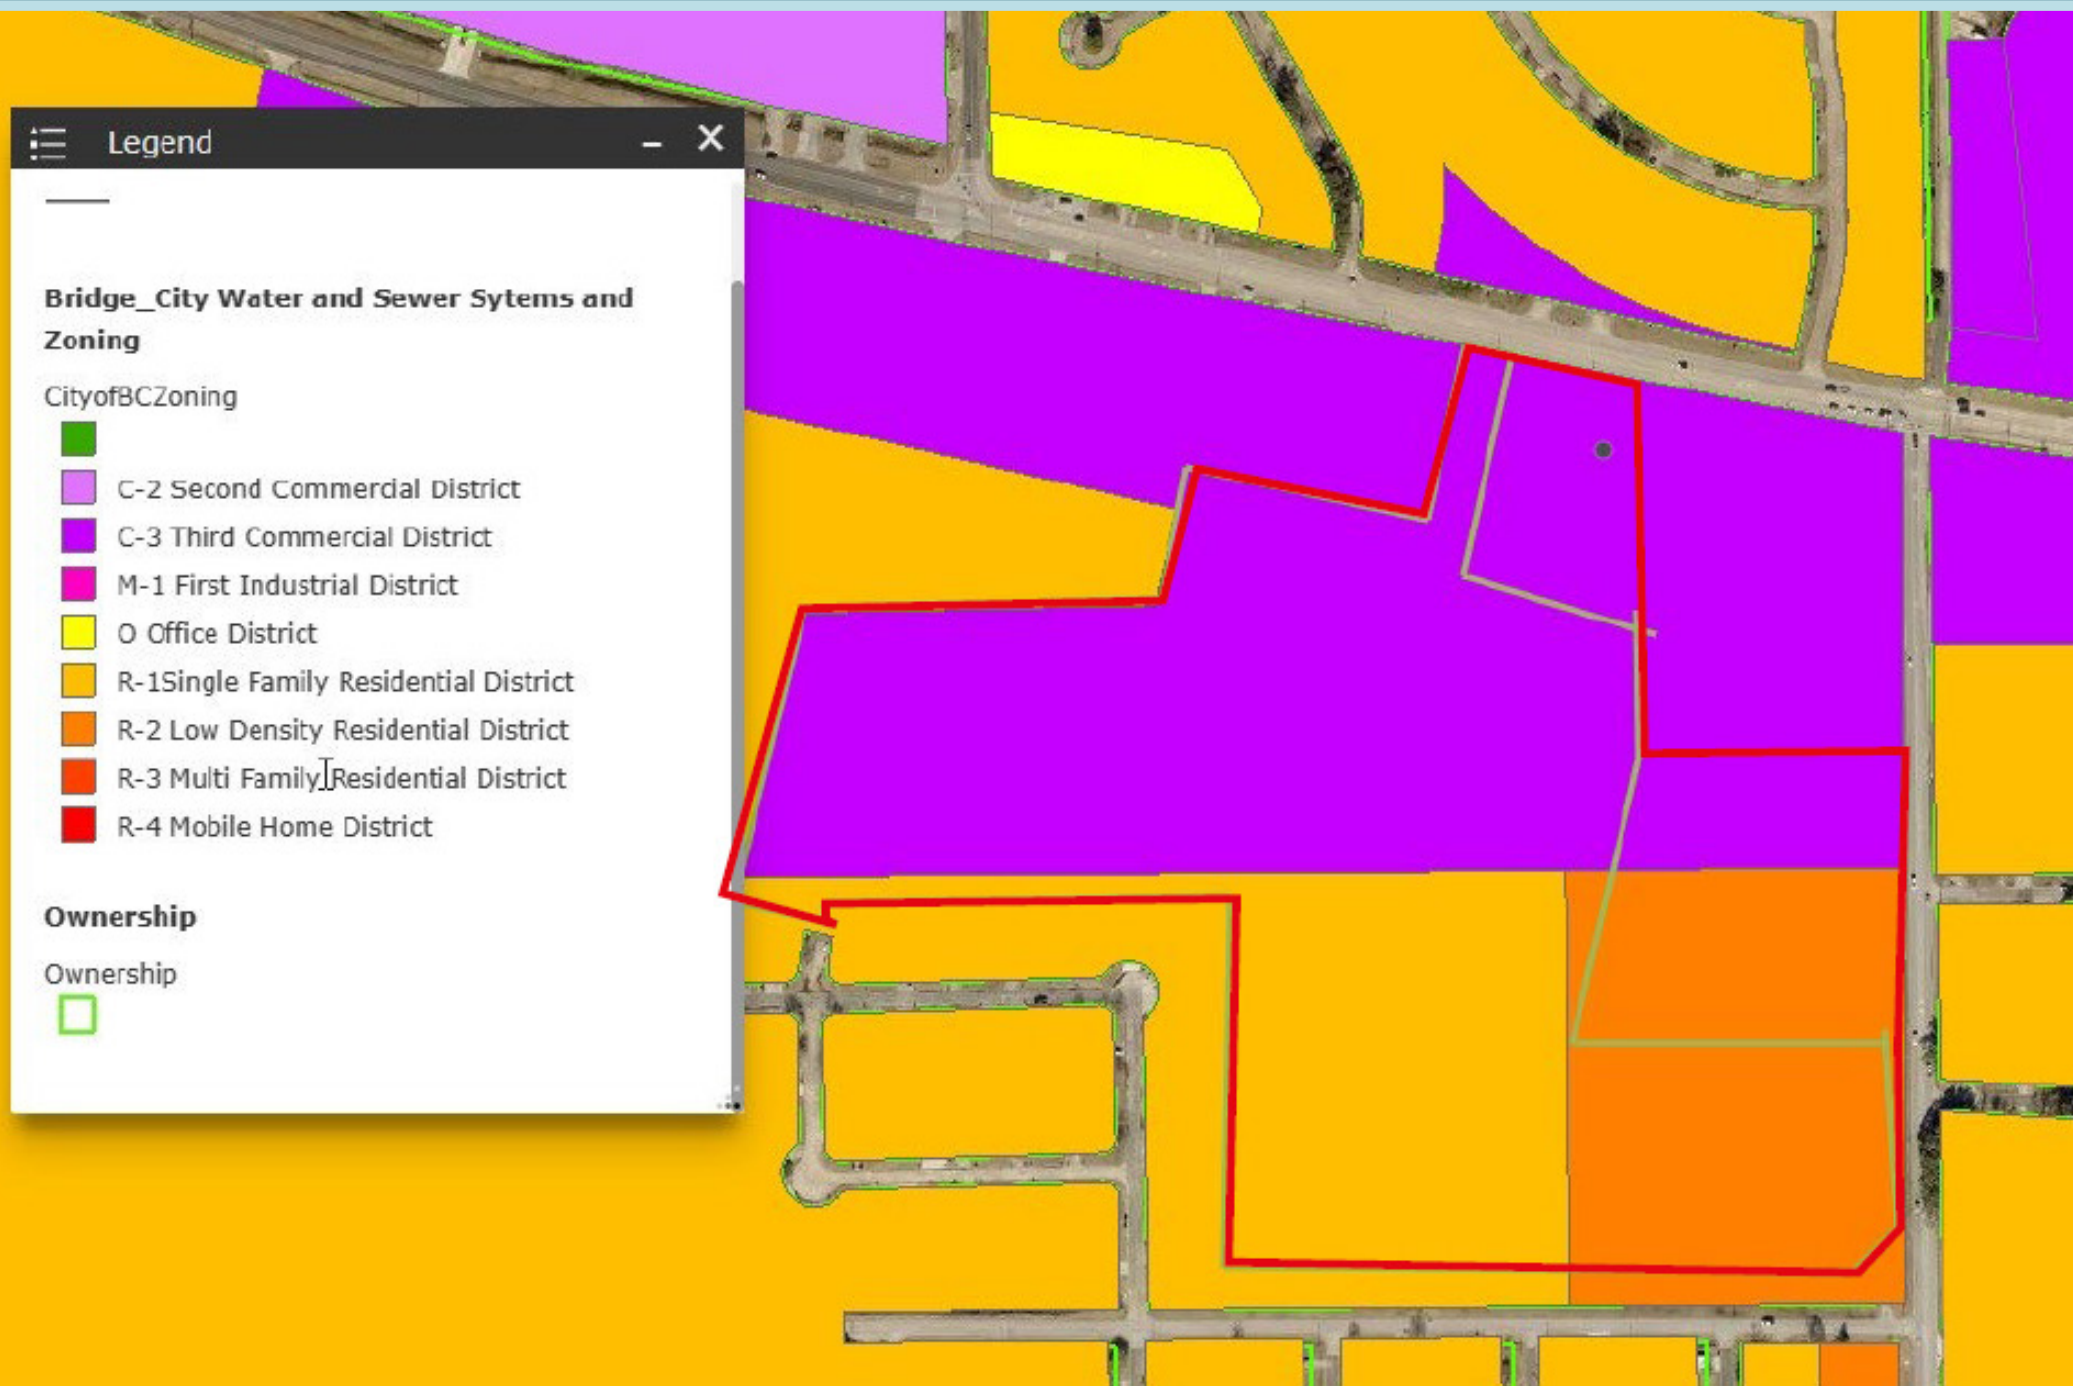 Legend
Bridge_City Water and Sewer Sytems and
Zoning
CityofBCZoning
C-2 Second Commercial District
C-3 Third Commercial District
M-1 First Industrial District
O Office District
R-1Single Family Residential District
R-2 Low Density Residential District
R-3 Multi Family Residential District
R-4 Mobile Home District
Ownership
Ownership